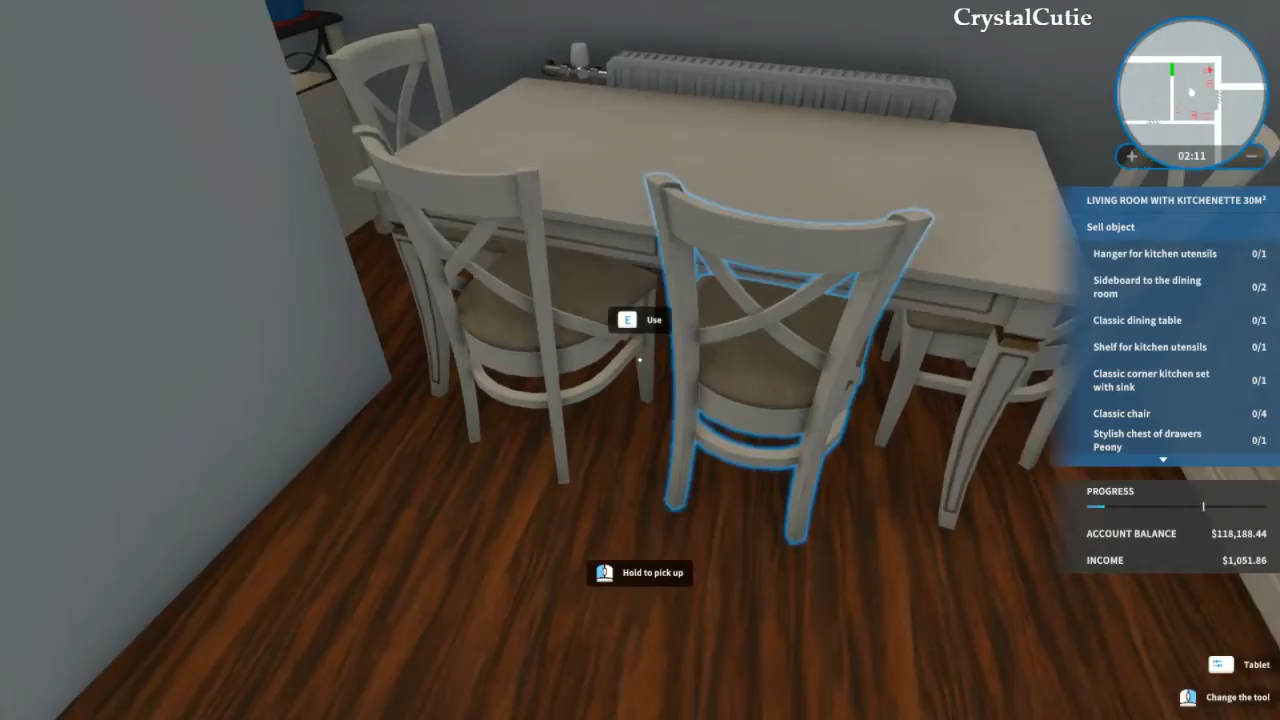 CrystalCutie
02:11
LIVING ROOM WITH KITCHENETTE 30M²
Sell object
Hanger for kitchen utensils 0/1
Sideboard to the dining
room 0/2
Classic dining table 0/1
Shelf for kitchen utensils 0/1
Classic corner kitchen set
with sink 0/1
Classic chair 0/4
Stylish chest of drawers
Peony 0/1
E Use
PROGRESS
ACCOUNT BALANCE $118,188.44
INCOME $1,051.86
Hold to pick up
Tablet
Change the tool